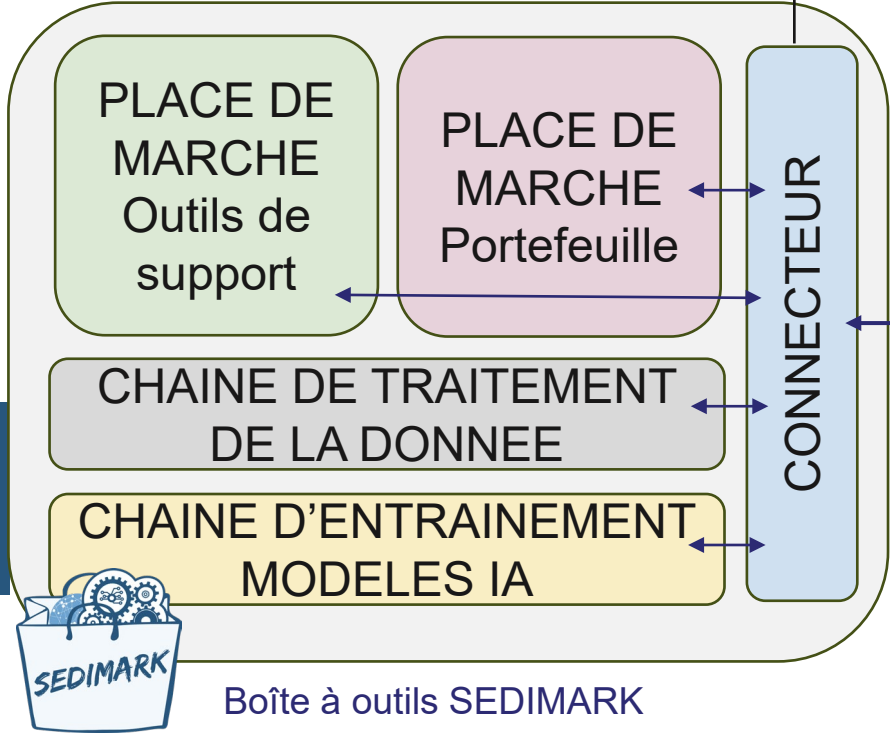 PLACE DE
MARCHE
Outils de
support
PLACE DE
MARCHE
Portefeuille
CONNECTEUR
CHAINE DE TRAITEMENT
DE LA DONNEE
CHAINE D’ENTRAINEMENT
MODELES IA
SEDIMARK
Boîte à outils SEDIMARK